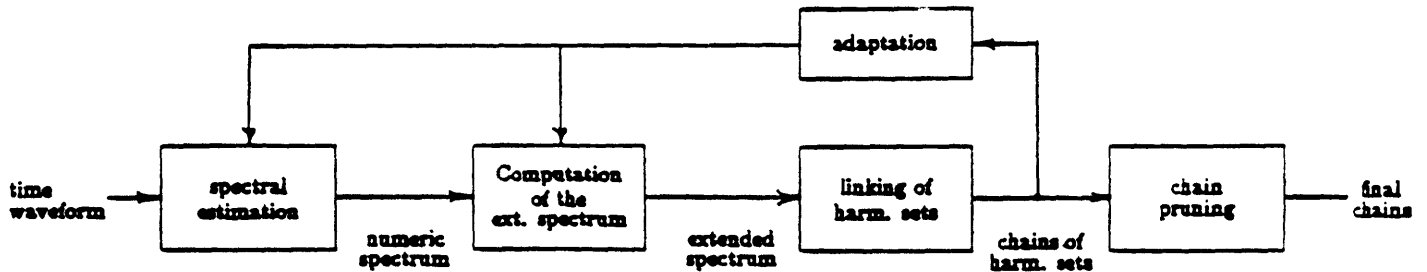 adaptation
time
waveform
spectral
estimation
numeric
spectrum
Computation
of the
ext. spectrum
extended
spectrum
linking of
harm. sets
chains of
harm. sets
chain
pruning
final
chains